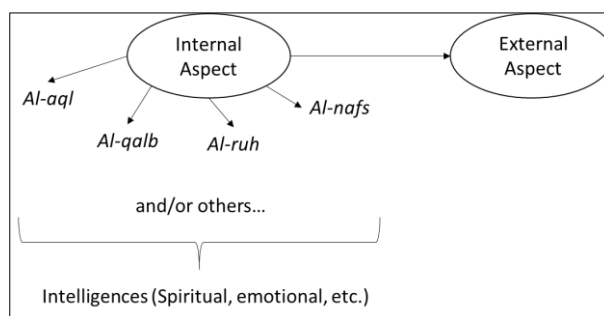 Internal
Aspect
External
Aspect
Al-aql
Al-qalb
Al-ruh
Al-nafs
and/or others...
Intelligences (Spiritual, emotional, etc.)